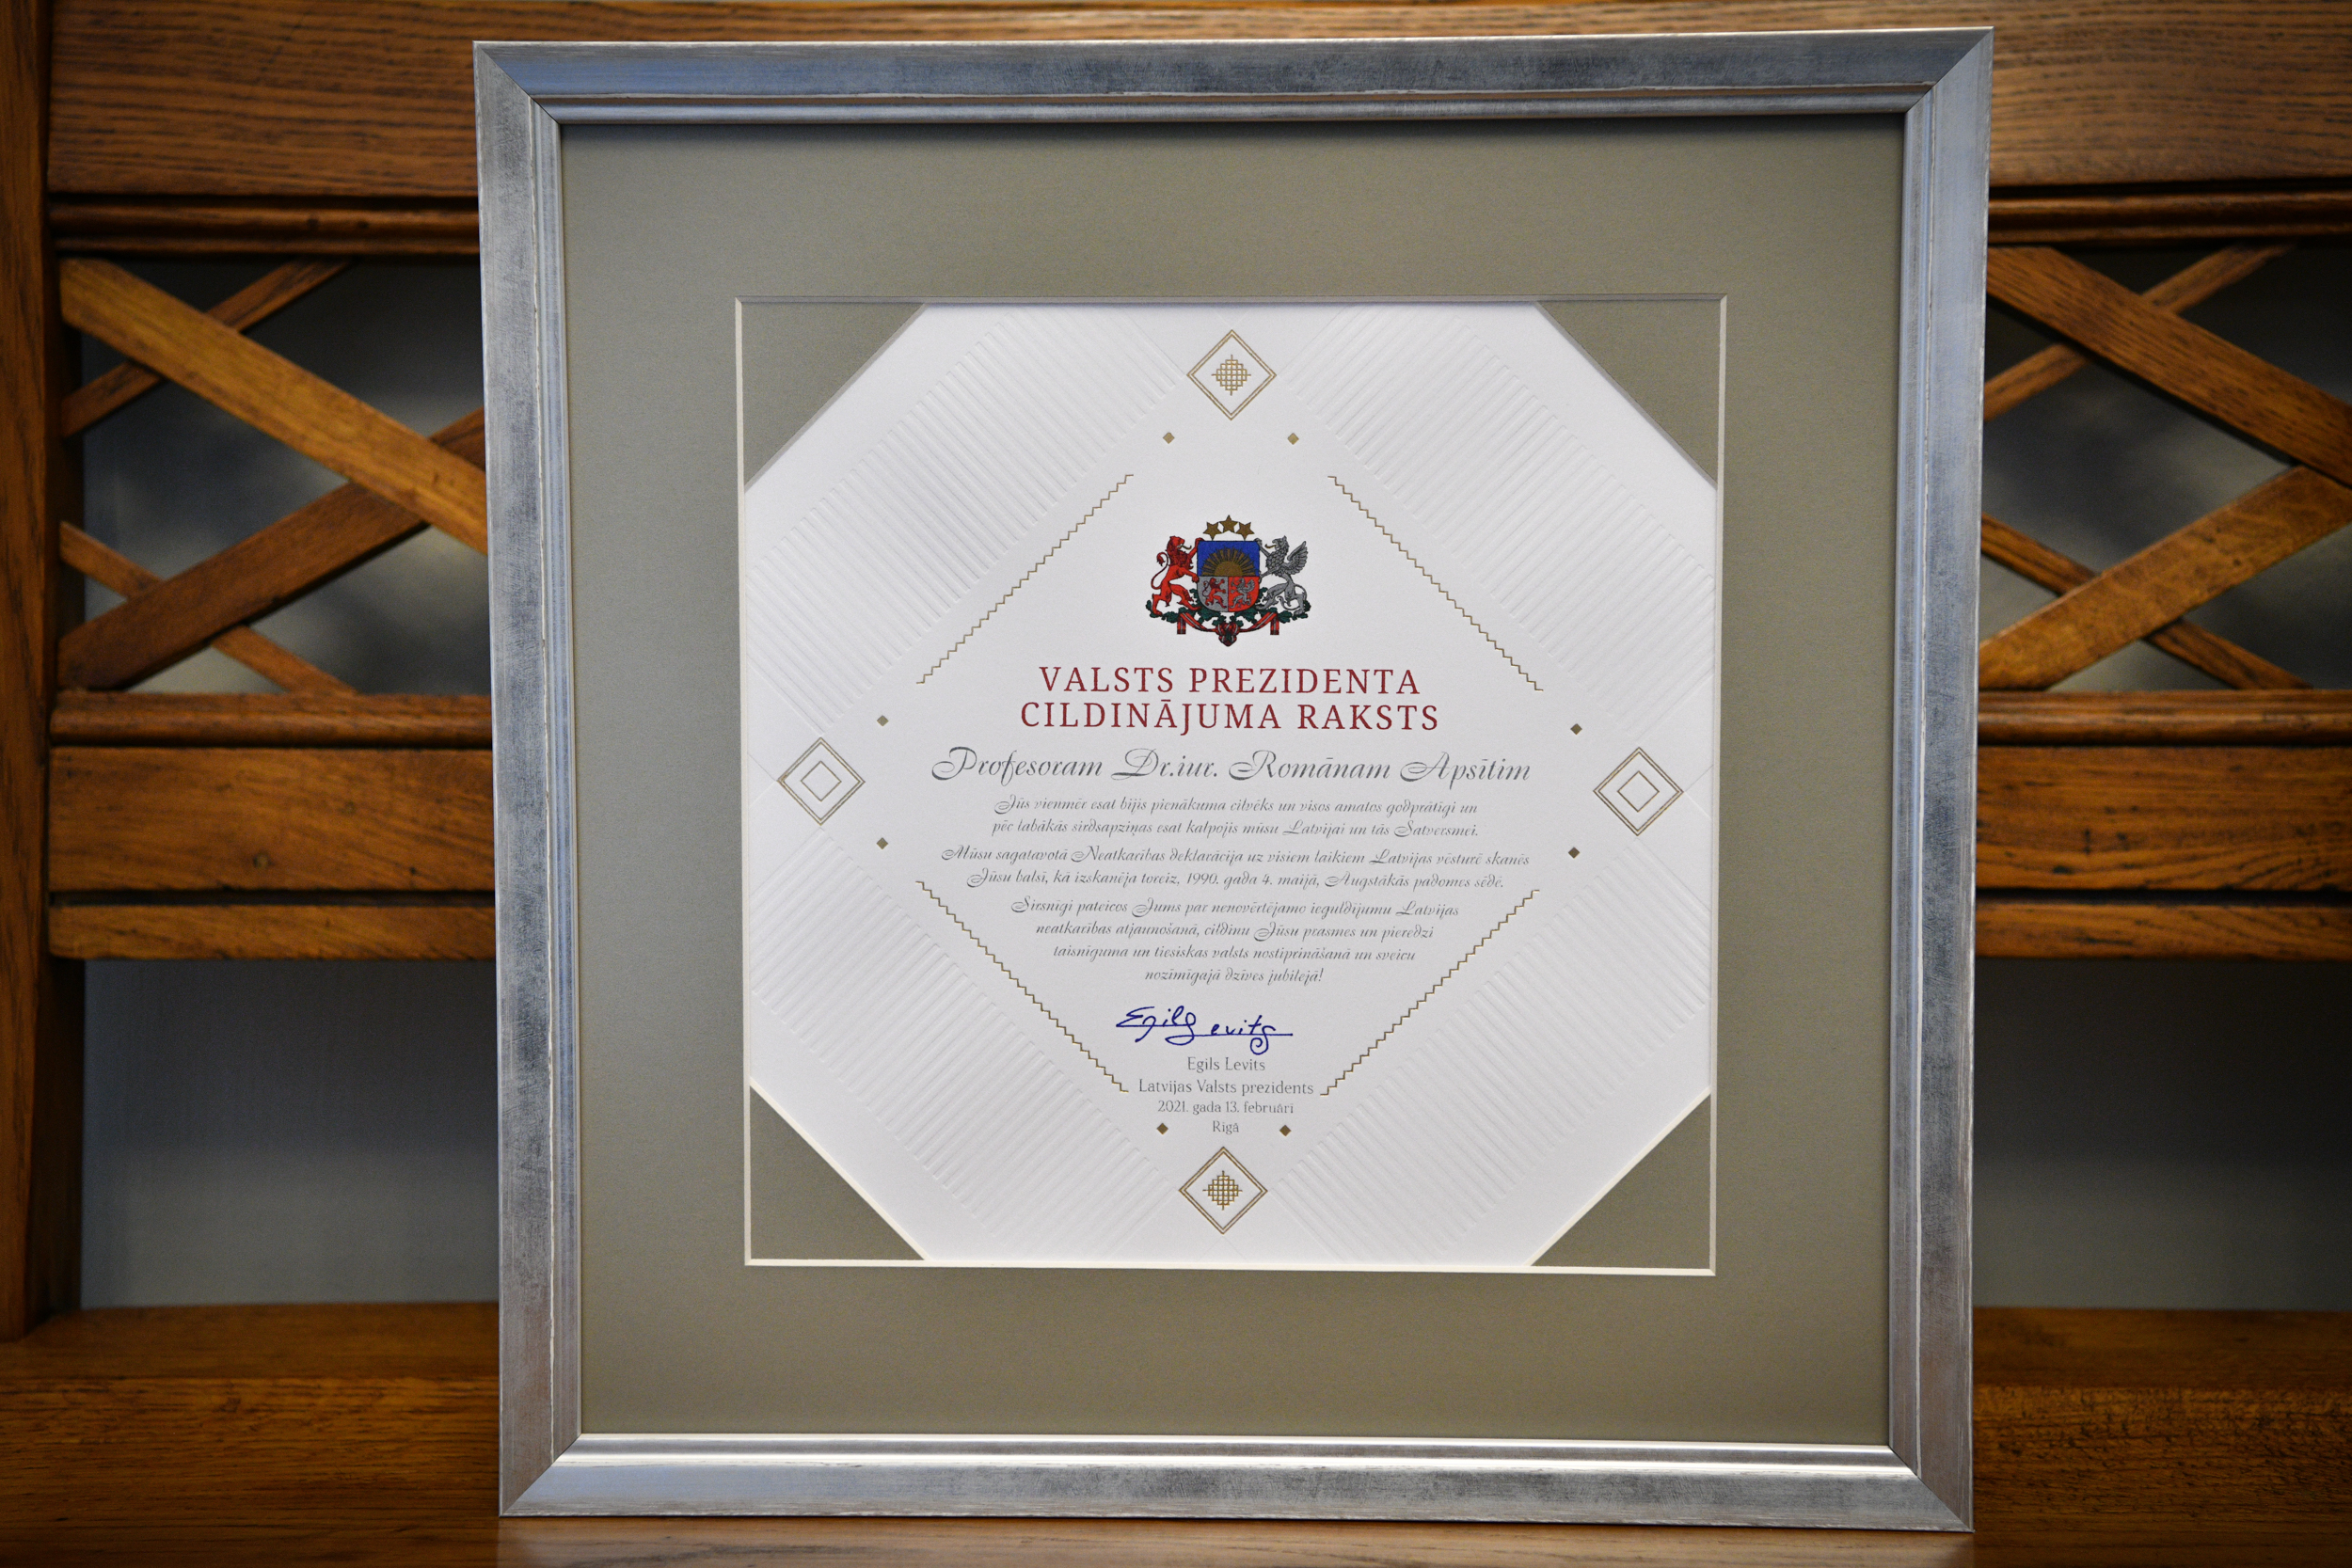 VALSTS PREZIDENTA
CILDINĀJUMA RAKSTS
Profesoram Dr.iur. Romānam Apsītim
Jūs vienmēr esat bijis pienākuma cilvēks un visos amatos godprātīgi un
pēc labākās sirdsapziņas esat kalpojis mūsu Latvijai un tās Satversmei.
Mūsu sagatavotā Neatkarības deklarācija uz visiem laikiem Latvijas vēsturē skanēs
Jūsu balsī, kā izskanēja toreiz, 1990. gada 4. maijā, Augstākās padomes sēdē.
Sirsnīgi pateicos Jums par nenovērtējamo ieguldījumu Latvijas
neatkarības atjaunošanā, cildinu Jūsu prasmes un pieredzi
taisnīguma un tiesiskas valsts nostiprināšanā un sveicu
nozīmīgajā dzīves jubilejā!
Egils Levits
Egils Levits
Latvijas Valsts prezidents
2021. gada 13. februārī
Rīgā